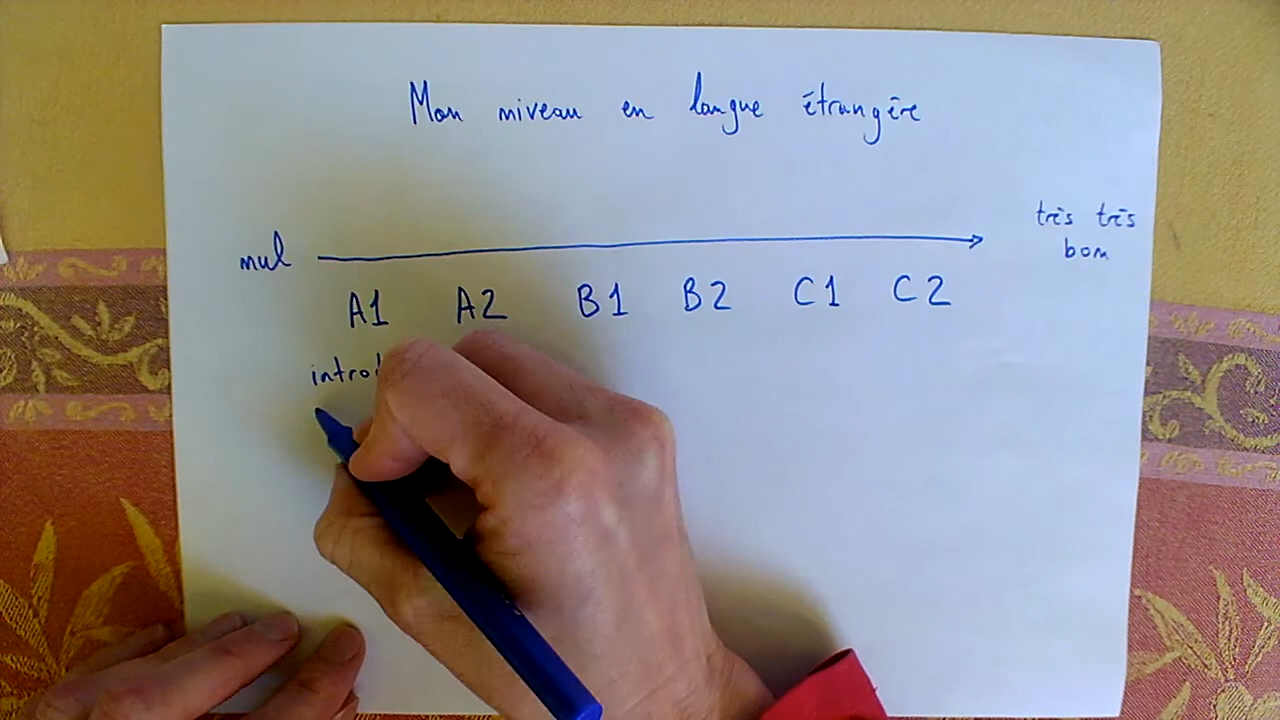 Mon niveau en langue étrangère
très très
nul
bon
A1 A2 B1 B2 C1 C2